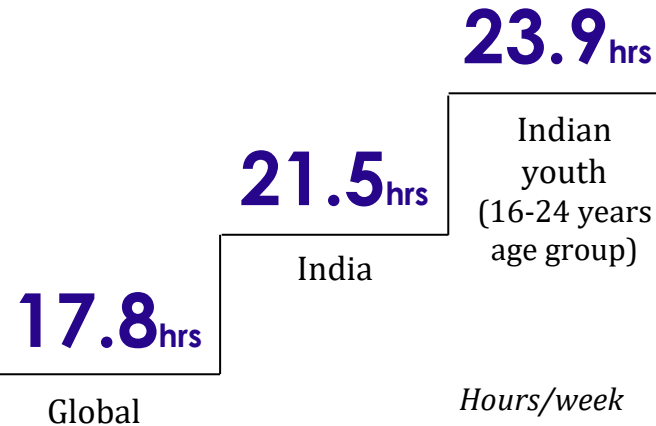 23.9hrs
Indian
youth
(16-24 years
age group)
21.5hrs
India
17.8hrs
Global
Hours/week